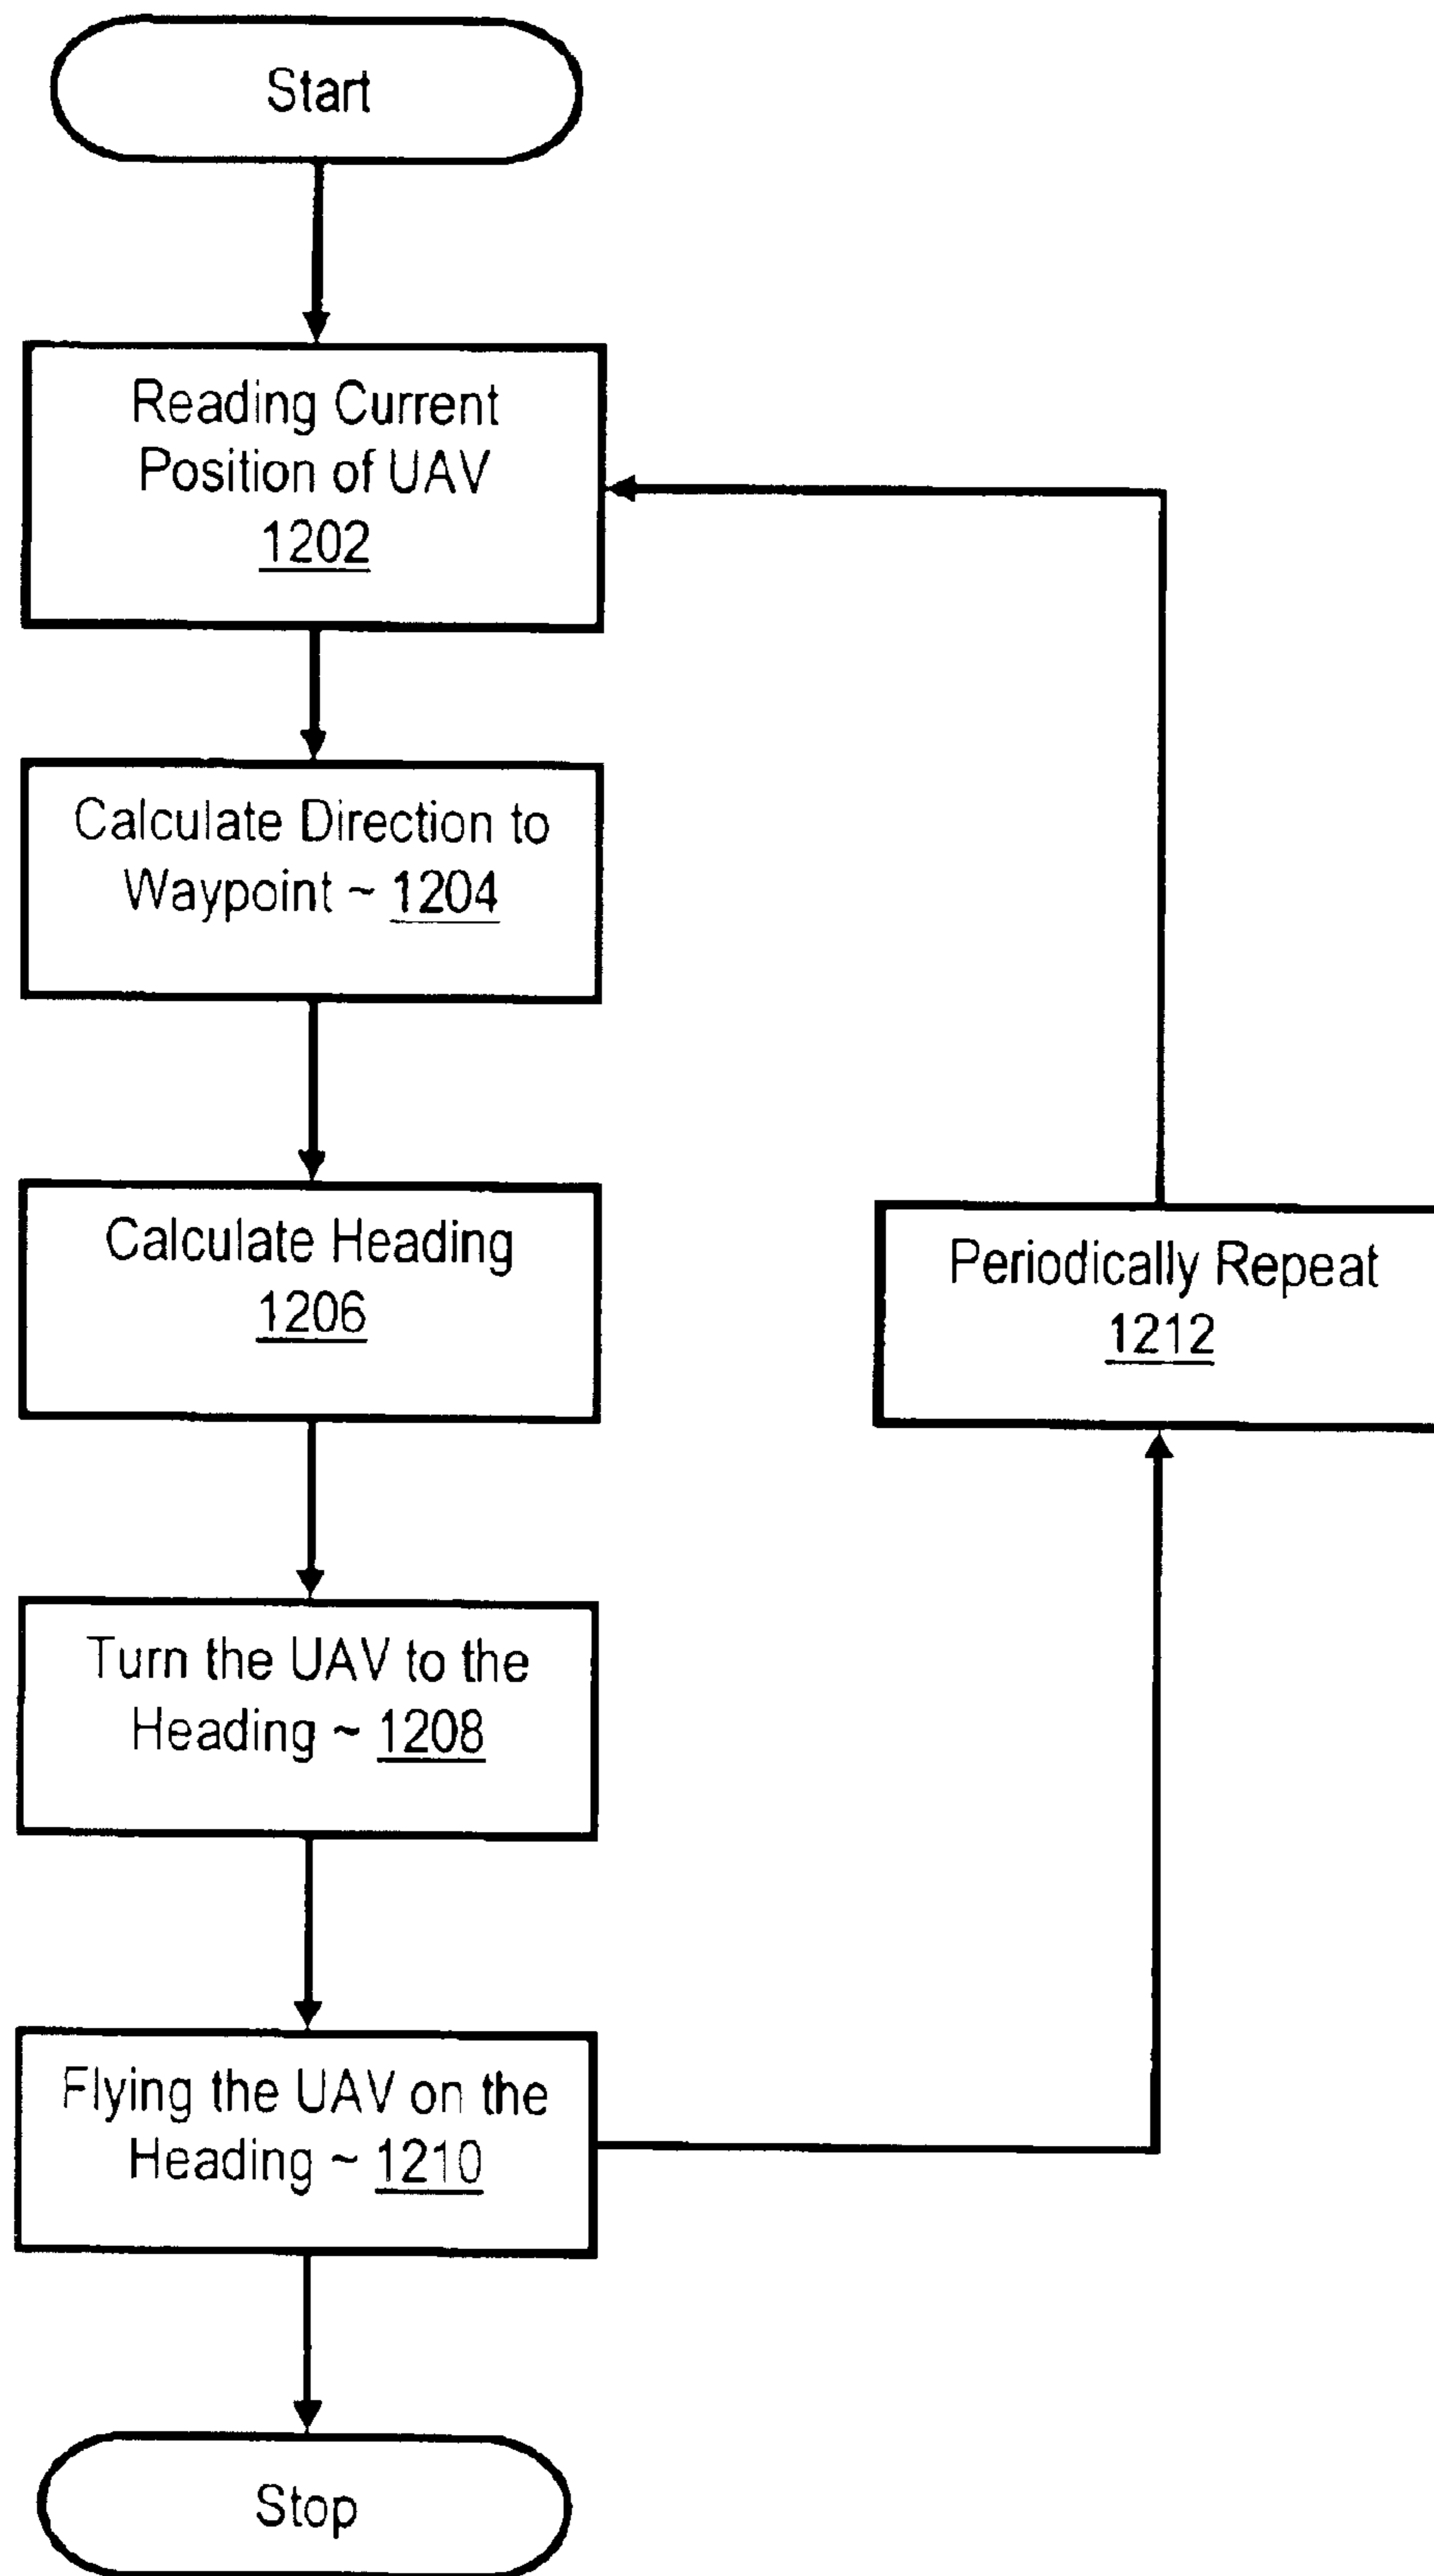 Start
Reading Current
Position of UAV
1202
Calculate Direction to
Waypoint ~ 1204
Calculate Heading
1206
Periodically Repeat
1212
Turn the UAV to the
Heading ~ 1208
Flying the UAV on the
Heading ~ 1210
Stop